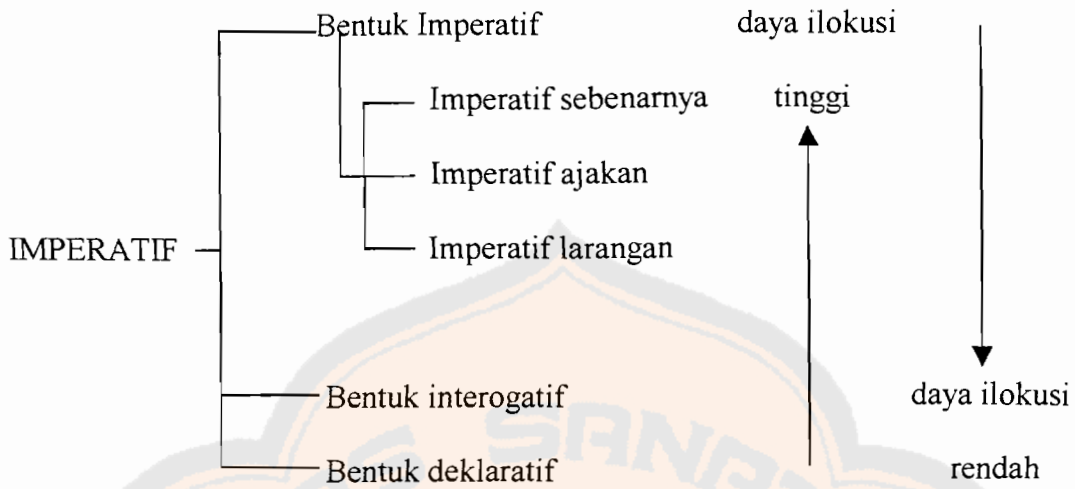 Bentuk Imperatif daya ilokusi
Imperatif sebenarnya tinggi
Imperatif ajakan
IMPERATIF Imperatif larangan
Bentuk interogatif daya ilokusi
Bentuk deklaratif rendah